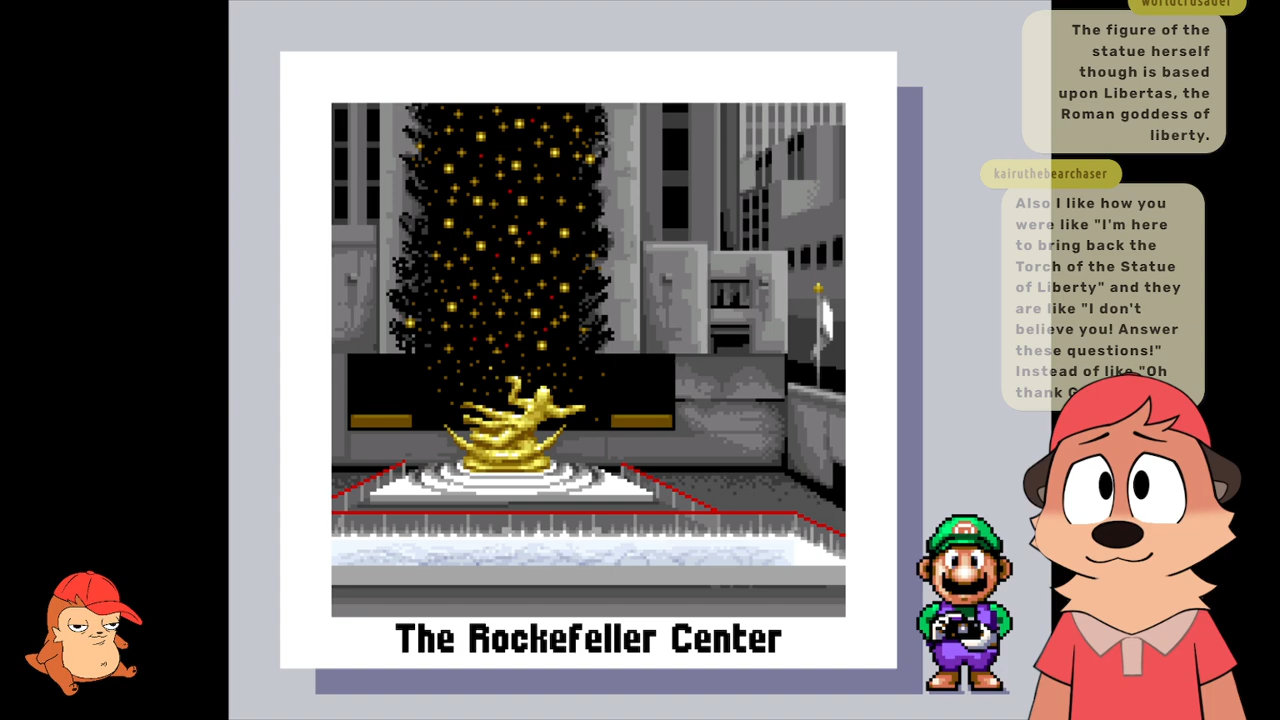 worldcrusader
The figure of the
statue herself
though is based
upon Libertas, the
Roman goddess of
liberty.
kairuthebearchaser
Also I like how you
were like "I'm here
to bring back the
Torch of the Statue
of Liberty" and they
are like "I don't
believe you! Answer
these questions!"
Instead of like "Oh
thank
The Rockefeller Center